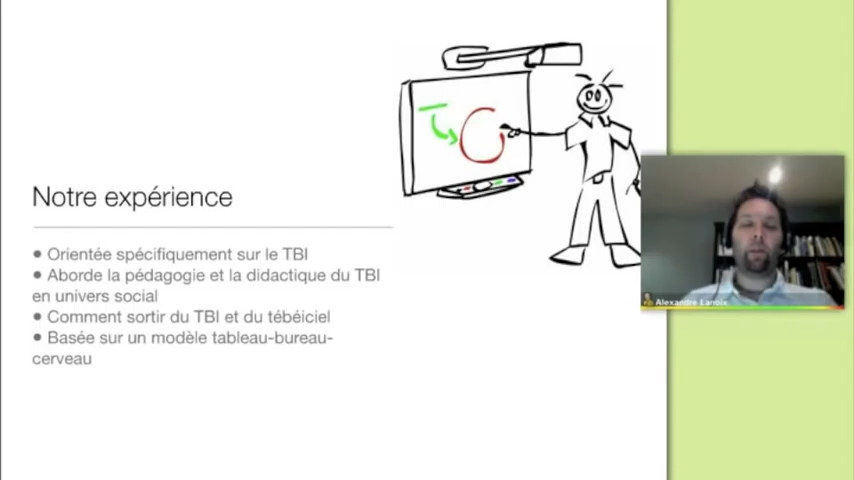 Notre expérience
• Orientée spécifiquement sur le TBI
• Aborde la pédagogie et la didactique du TBI
en univers social
• Comment sortir du TBI et du tébéiciel
• Basée sur un modèle tableau-bureau-
cerveau
Alexandre Lanoix